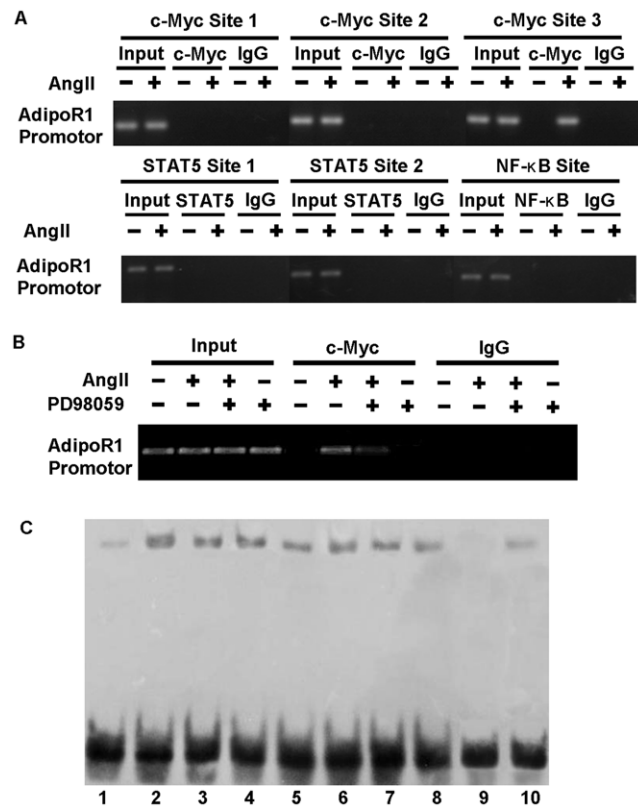 A
c-Myc Site 1 c-Myc Site 2 c-Myc Site 3
Input c-Myc IgG Input c-Myc IgG Input c-Myc IgG
AngII − + − + − + − + − + − + − + − + − +
AdipoR1
Promotor
STAT5 Site 1 STAT5 Site 2 NF-κB Site
Input STAT5 IgG Input STAT5 IgG Input NF-κB IgG
AngII − + − + − + − + − + − + − + − + − +
AdipoR1
Promotor
B
Input c-Myc IgG
AngII − + + − − + + − − + + −
PD98059 − − + + − − + + − − + +
AdipoR1
Promotor
C
1 2 3 4 5 6 7 8 9 10